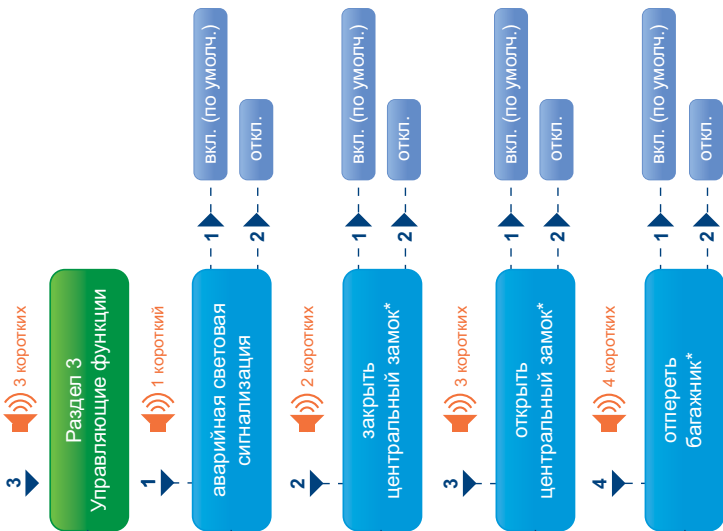 3
3 коротких
Раздел 3
Управляющие функции
1
1 короткий
аварийная световая
сигнализация
1
вкл. (по умолч.)
2
откл.
2
2 коротких
закрыть
центральный замок*
1
вкл. (по умолч.)
2
откл.
3
3 коротких
открыть
центральный замок*
1
вкл. (по умолч.)
2
откл.
4
4 коротких
отпереть
багажник*
1
вкл. (по умолч.)
2
откл.